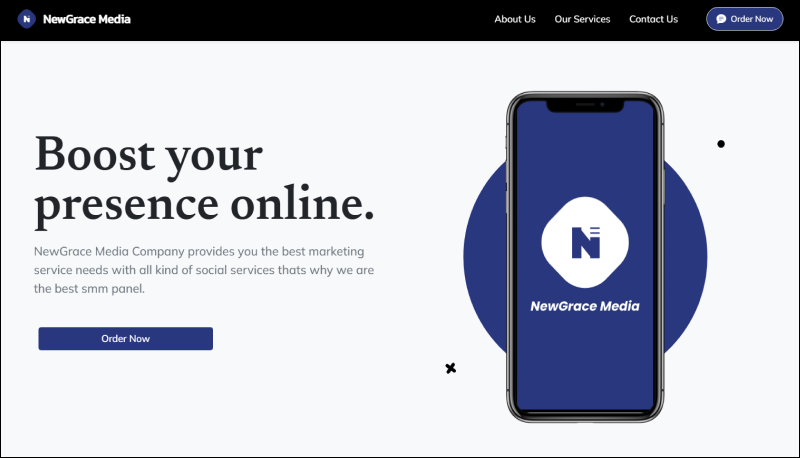 NewGrace Media
About Us
Our Services
Contact Us
Order Now
Boost your
presence online.
NewGrace Media Company provides you the best marketing
service needs with all kind of social services thats why we are
the best smm panel.
Order Now
N
NewGrace Media